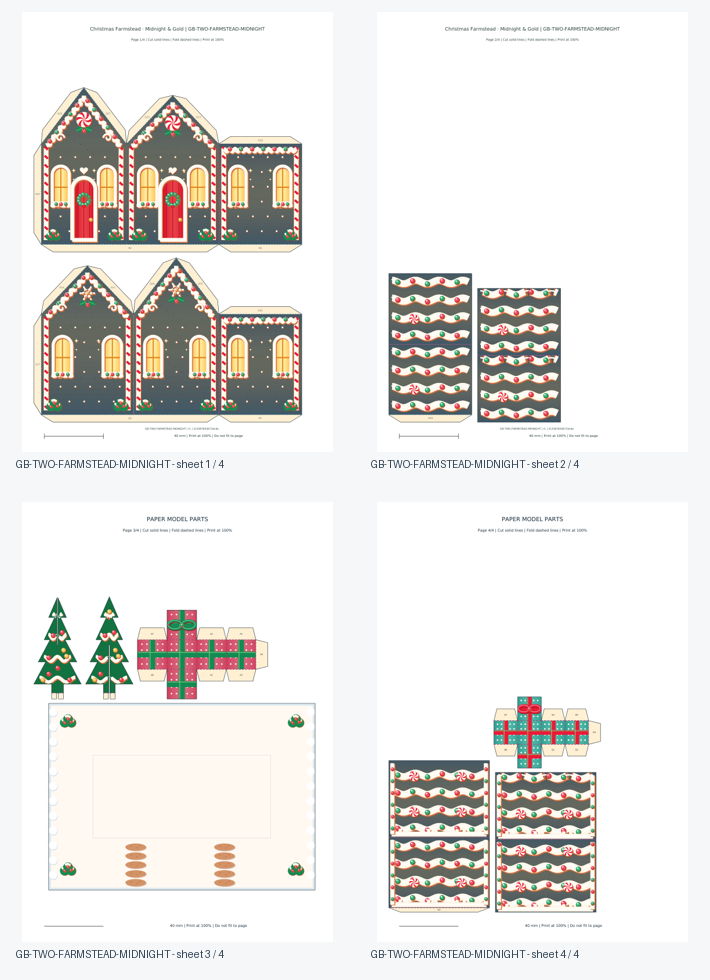 Christmas Farmstead · Midnight & Gold | GB-TWO-FARMSTEAD-MIDNIGHT
Page 1/4 | Cut solid lines | Fold dashed lines | Print at 100%
40 mm | Print at 100% | Do not fit to page
GB-TWO-FARMSTEAD-MIDNIGHT - sheet 1 / 4
Christmas Farmstead · Midnight & Gold | GB-TWO-FARMSTEAD-MIDNIGHT
Page 2/4 | Cut solid lines | Fold dashed lines | Print at 100%
40 mm | Print at 100% | Do not fit to page
GB-TWO-FARMSTEAD-MIDNIGHT - sheet 2 / 4
PAPER MODEL PARTS
Page 3/4 | Cut solid lines | Fold dashed lines | Print at 100%
40 mm | Print at 100% | Do not fit to page
GB-TWO-FARMSTEAD-MIDNIGHT - sheet 3 / 4
PAPER MODEL PARTS
Page 4/4 | Cut solid lines | Fold dashed lines | Print at 100%
40 mm | Print at 100% | Do not fit to page
GB-TWO-FARMSTEAD-MIDNIGHT - sheet 4 / 4